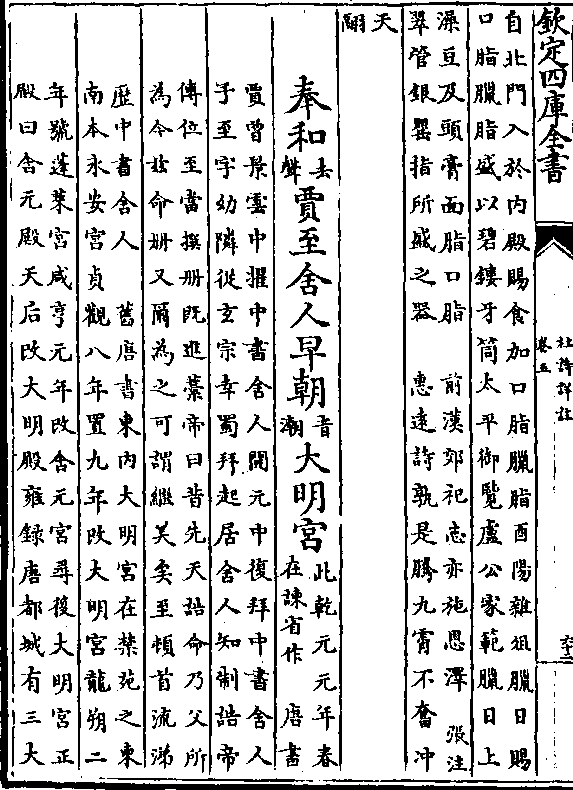 欽定四庫全書
杜詩詳註
卷五
六十二
自北門入於内殿賜食加口脂臘脂酉陽雜俎臘日賜
口脂臘脂盛以碧鏤牙筒太平御覽盧公家範臘日上
澡豆及頭膏面脂口脂　前漢郊祀志亦施恩澤　張注
翠管銀罌指所盛之器　惠遠詩孰是騰九霄不奮冲
天
翮
奉和去聲賈至舍人早朝音潮大明宫此乾元元年春在諫省作　唐書
賈曽景雲中擢中書舍人開元中復拜中書舍人
子至字幼隣從玄宗幸蜀拜起居舍人知制誥帝
傳位至當撰册既進藁帝曰昔先天誥命乃父所
為今兹命册又爾為之可謂繼美矣至頓首流涕
歴中書舍人　舊唐書東内大明宫在禁苑之東
南本永安宫貞觀八年置九年改大明宫龍朔二
年號蓬萊宫咸亨元年改含元宫尋復大明宫正
殿曰含元殿天后改大明殿雍録唐都城有三大